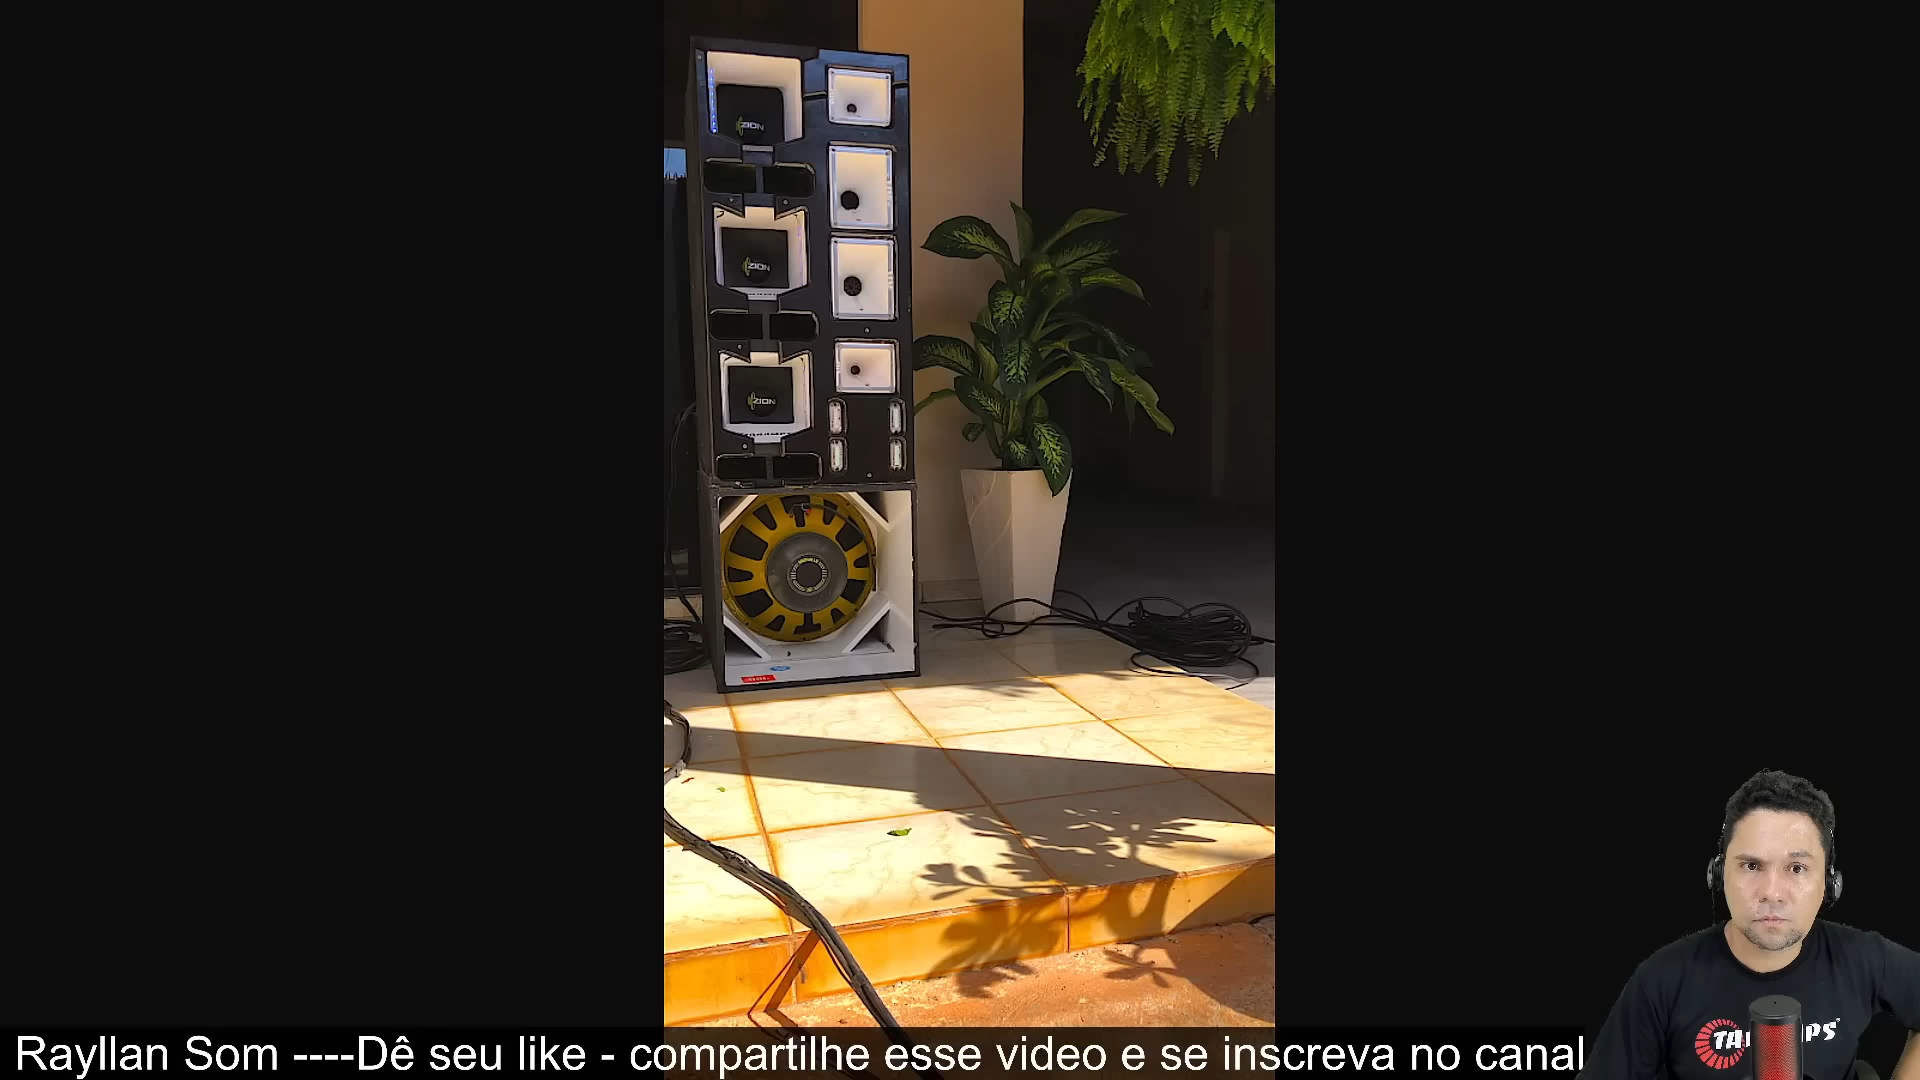 ZION
ZION
ZION
Rayllan Som ----Dê seu like - compartilhe esse video e se inscreva no canal